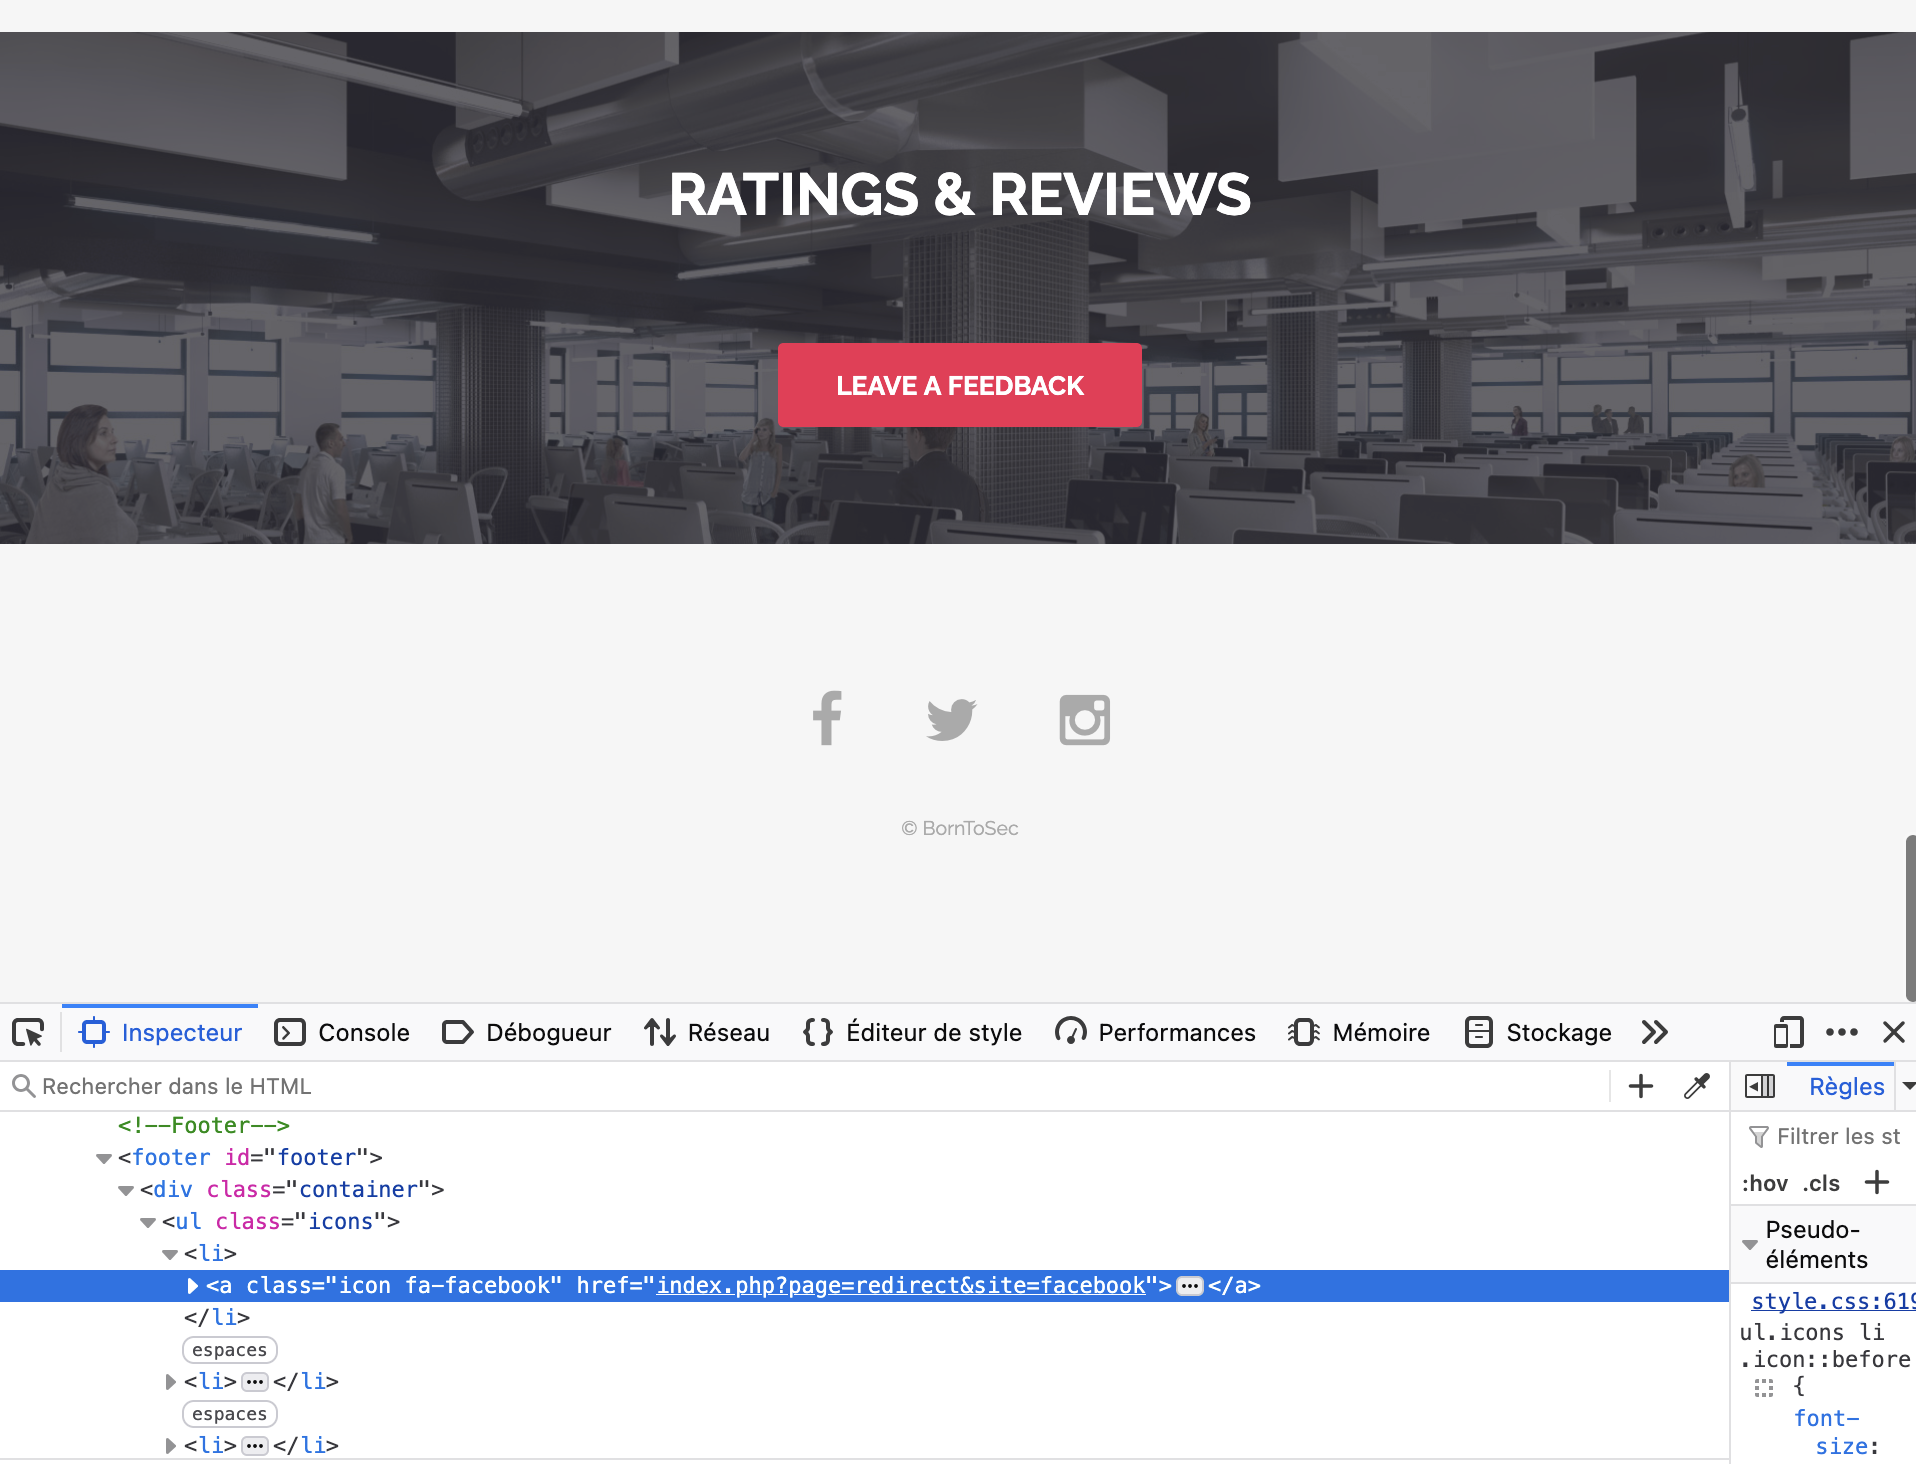 RATINGS & REVIEWS
LEAVE A FEEDBACK
© BornToSec
Inspecteur Console Débogueur Réseau {} Éditeur de style Performances Mémoire Stockage
Rechercher dans le HTML
Règles
<!--Footer-->
<footer id="footer">
<div class="container">
<ul class="icons">
<li>
<a class="icon fa-facebook" href="index.php?page=redirect&site=facebook">…</a>
</li>
espaces
<li>…</li>
espaces
<li>…</li>
Filtrer les st
:hov .cls +
Pseudo-
éléments
style.css:619
ul.icons li
.icon::before
{
font-
size: